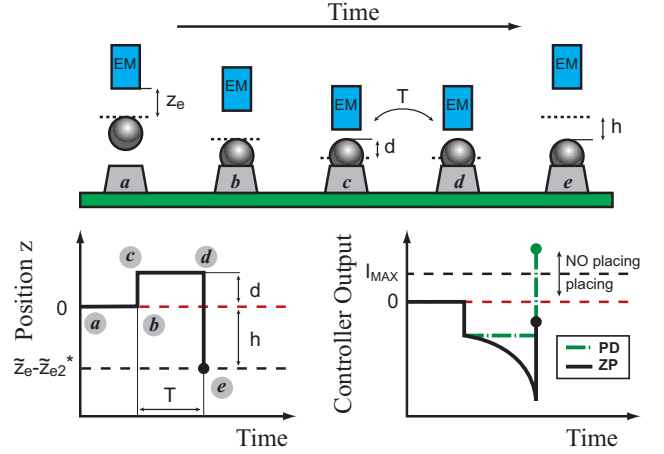 Time
EM
EM
EM
EM
EM
z_e
T
d
h
a
b
c
d
e
Position z
c
d
d
0
a
b
h
z̃_e-z̃_e2*
e
T
Time
Controller Output
I_MAX
NO placing
placing
0
PD
ZP
Time